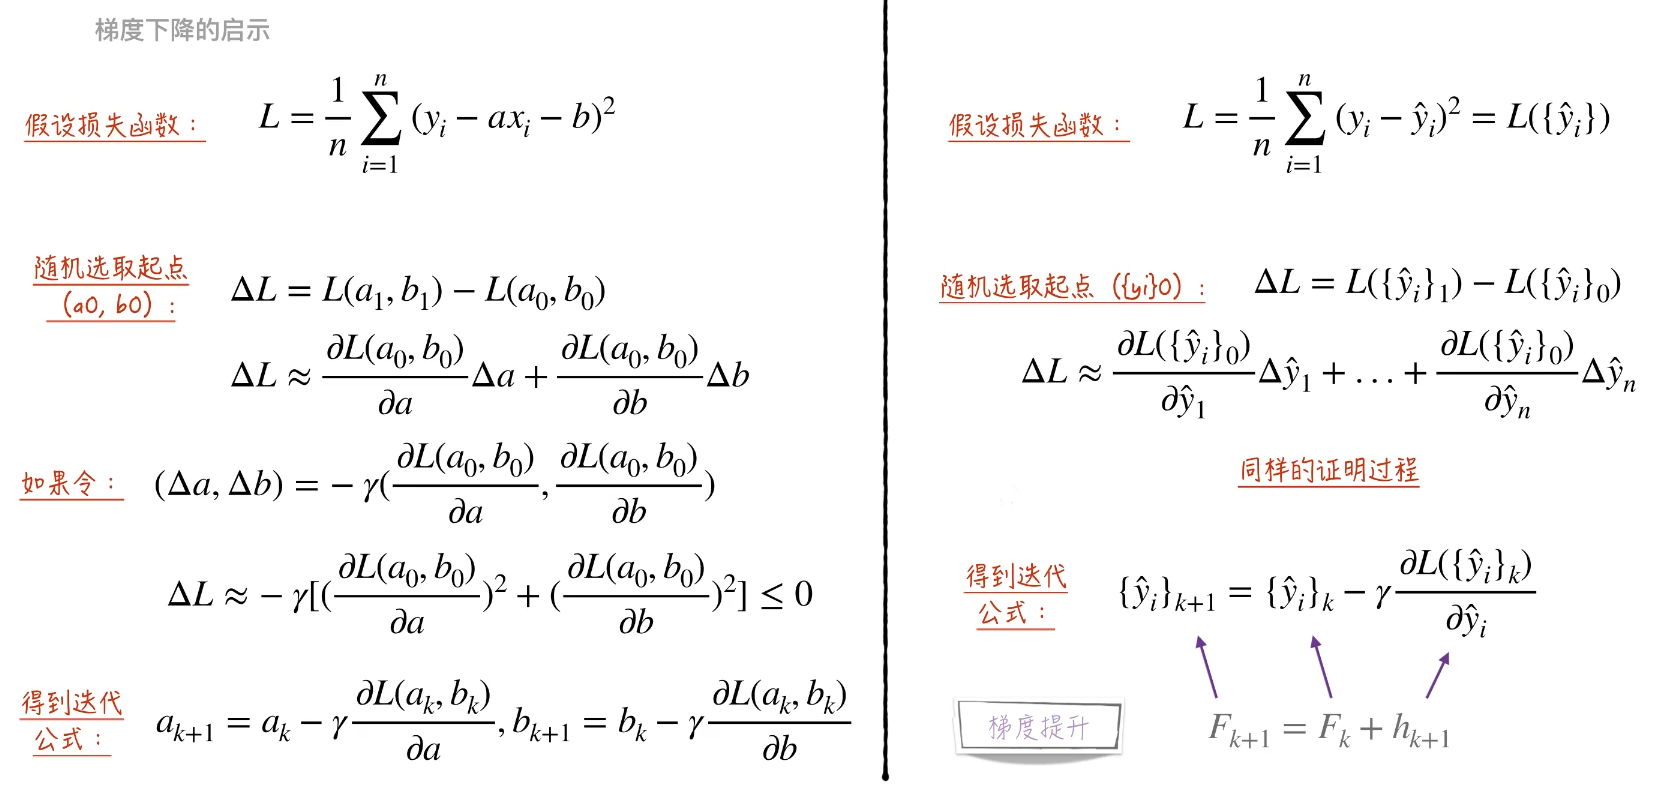 梯度下降的启示
假设损失函数： $L = \frac{1}{n} \sum_{i=1}^{n} (y_i - ax_i - b)^2$
随机选取起点
(a0, b0)： $\Delta L = L(a_1, b_1) - L(a_0, b_0)$
$\Delta L \approx \frac{\partial L(a_0, b_0)}{\partial a} \Delta a + \frac{\partial L(a_0, b_0)}{\partial b} \Delta b$
如果令： $(\Delta a, \Delta b) = -\gamma (\frac{\partial L(a_0, b_0)}{\partial a}, \frac{\partial L(a_0, b_0)}{\partial b})$
$\Delta L \approx -\gamma [(\frac{\partial L(a_0, b_0)}{\partial a})^2 + (\frac{\partial L(a_0, b_0)}{\partial b})^2] \leq 0$
得到迭代
公式： $a_{k+1} = a_k - \gamma \frac{\partial L(a_k, b_k)}{\partial a}, b_{k+1} = b_k - \gamma \frac{\partial L(a_k, b_k)}{\partial b}$
假设损失函数： $L = \frac{1}{n} \sum_{i=1}^{n} (y_i - \hat{y}_i)^2 = L(\{\hat{y}_i\})$
随机选取起点 ({yi}0)： $\Delta L = L(\{\hat{y}_i\}_1) - L(\{\hat{y}_i\}_0)$
$\Delta L \approx \frac{\partial L(\{\hat{y}_i\}_0)}{\partial \hat{y}_1} \Delta \hat{y}_1 + \ldots + \frac{\partial L(\{\hat{y}_i\}_0)}{\partial \hat{y}_n} \Delta \hat{y}_n$
同样的证明过程
得到迭代
公式： $\{\hat{y}_i\}_{k+1} = \{\hat{y}_i\}_k - \gamma \frac{\partial L(\{\hat{y}_i\}_k)}{\partial \hat{y}_i}$
梯度提升 $F_{k+1} = F_k + h_{k+1}$